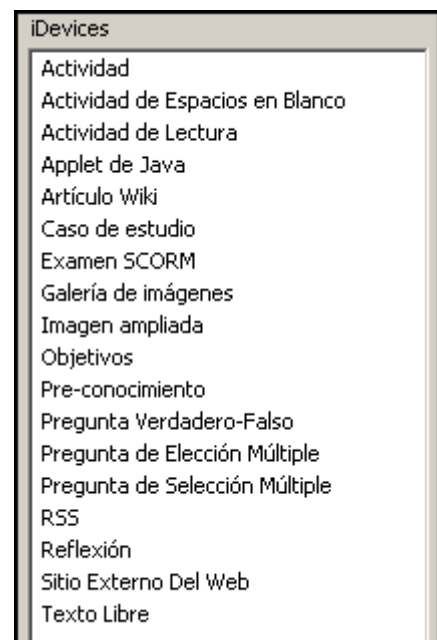 iDevices
Actividad
Actividad de Espacios en Blanco
Actividad de Lectura
Applet de Java
Artículo Wiki
Caso de estudio
Examen SCORM
Galería de imágenes
Imagen ampliada
Objetivos
Pre-conocimiento
Pregunta Verdadero-Falso
Pregunta de Elección Múltiple
Pregunta de Selección Múltiple
RSS
Reflexión
Sitio Externo Del Web
Texto Libre